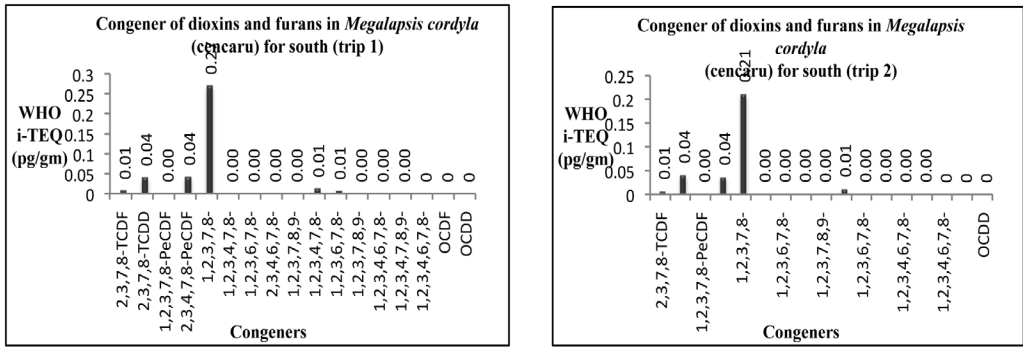 Congener of dioxins and furans in Megalapsis cordyla
(cencaru) for south (trip 1)
WHO
i-TEQ
(pg/gm)
0.3
0.25
0.2
0.15
0.1
0.05
0
0.01
0.04
0.00
0.04
0.00
0.00
0.00
0.00
0.01
0.01
0.00
0.00
0.00
0
0
2,3,7,8-TCDF
2,3,7,8-TCDD
1,2,3,7,8-PeCDF
2,3,4,7,8-PeCDF
1,2,3,7,8-
1,2,3,4,7,8-
1,2,3,6,7,8-
2,3,4,6,7,8-
1,2,3,7,8,9-
1,2,3,4,7,8-
1,2,3,6,7,8-
1,2,3,7,8,9-
1,2,3,4,6,7,8-
1,2,3,4,7,8,9-
1,2,3,4,6,7,8-
OCDF
OCDD
Congeners
Congener of dioxins and furans in Megalapsis
cordyla
(cencaru) for south (trip 2)
WHO
i-TEQ
(pg/gm)
0.25
0.2
0.15
0.1
0.05
0
0.01
0.04
0.00
0.04
0.21
0.00
0.00
0.00
0.00
0.01
0.00
0.00
0.00
0.00
0
0
0
2,3,7,8-TCDF
1,2,3,7,8-PeCDF
1,2,3,7,8-
1,2,3,6,7,8-
1,2,3,7,8,9-
1,2,3,6,7,8-
1,2,3,4,6,7,8-
1,2,3,4,6,7,8-
OCDD
Congeners